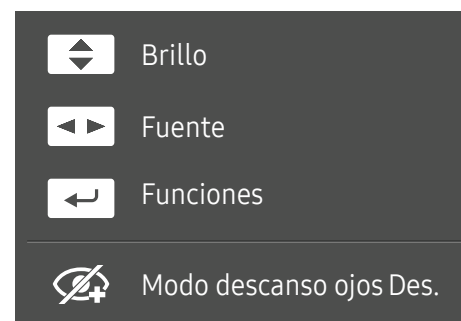 Brillo
Fuente
Funciones
Modo descanso ojos Des.